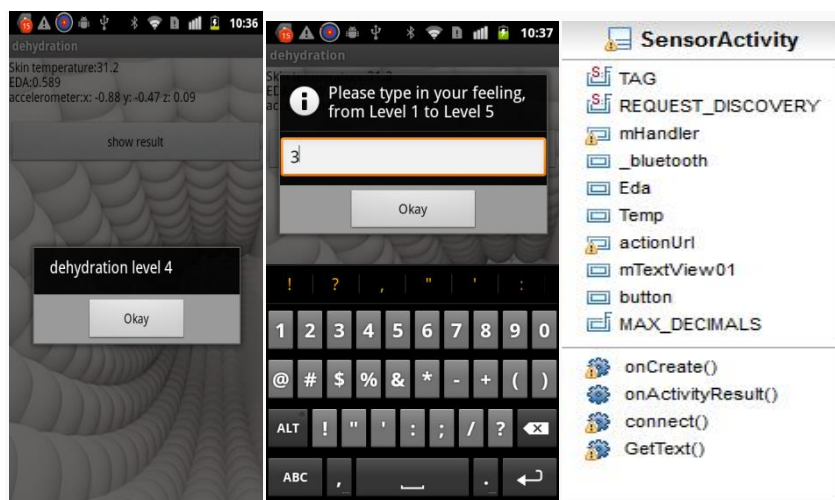 15
10:36
dehydration
Skin temperature:31.2
EDA:0.589
accelerometer:x: -0.88 y: -0.47 z: 0.09
show result
dehydration level 4
Okay
15
10:37
dehydration
Please type in your feeling,
from Level 1 to Level 5
3
Okay
! ? , " ' :
1 2 3 4 5 6 7 8 9 0
@ # $ % & * - + ( )
ALT ! " ' : ; / ?
ABC , .
SensorActivity
S F TAG
S F REQUEST_DISCOVERY
mHandler
_bluetooth
Eda
Temp
actionUrl
mTextView01
button
F MAX_DECIMALS
onCreate()
onActivityResult()
connect()
GetText()